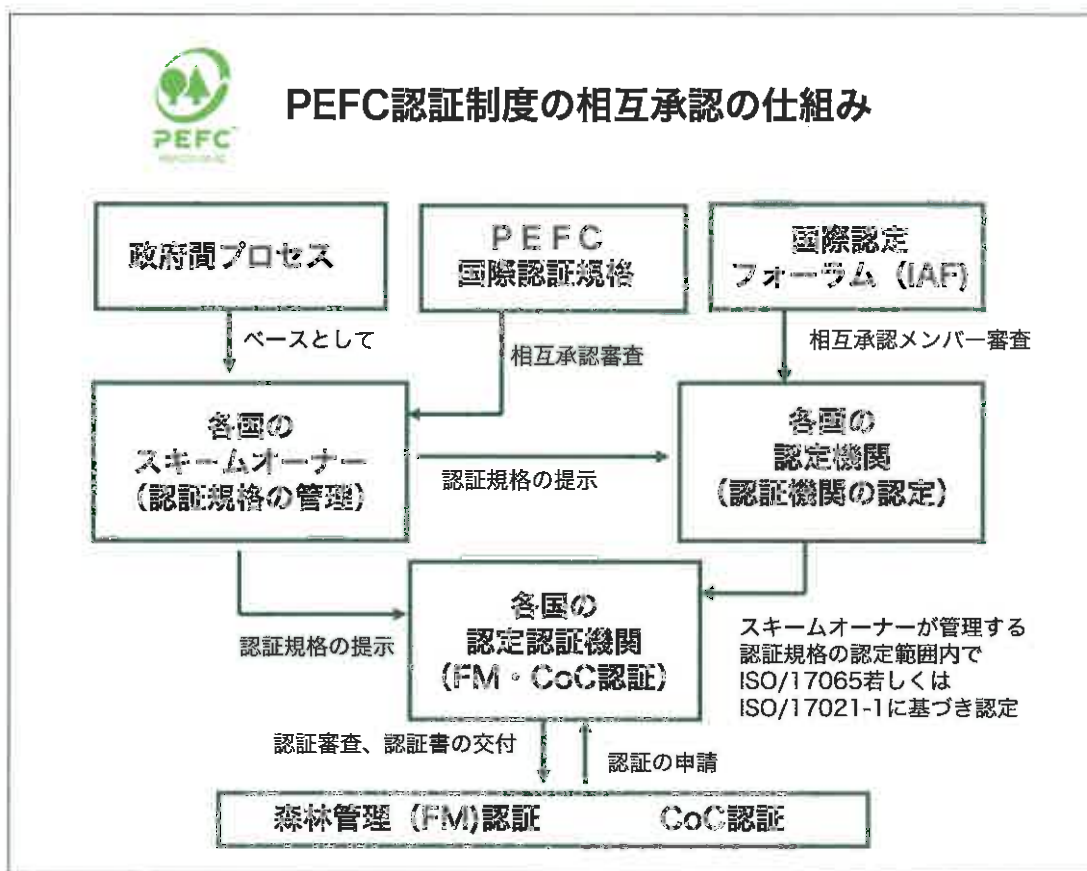 PEFC
PEFC認証制度の相互承認の仕組み
政府間プロセス
PEFC
国際認証規格
国際認定
フォーラム (IAF)
ベースとして
相互承認審査
相互承認メンバー審査
各国の
スキームオーナー
(認証規格の管理)
認証規格の提示
各国の
認定機関
(認証機関の認定)
認証規格の提示
各国の
認定認証機関
(FM・CoC認証)
スキームオーナーが管理する
認証規格の認定範囲内で
ISO/17065若しくは
ISO/17021-1に基づき認定
認証審査、認証書の交付
認証の申請
森林管理 (FM)認証 CoC認証